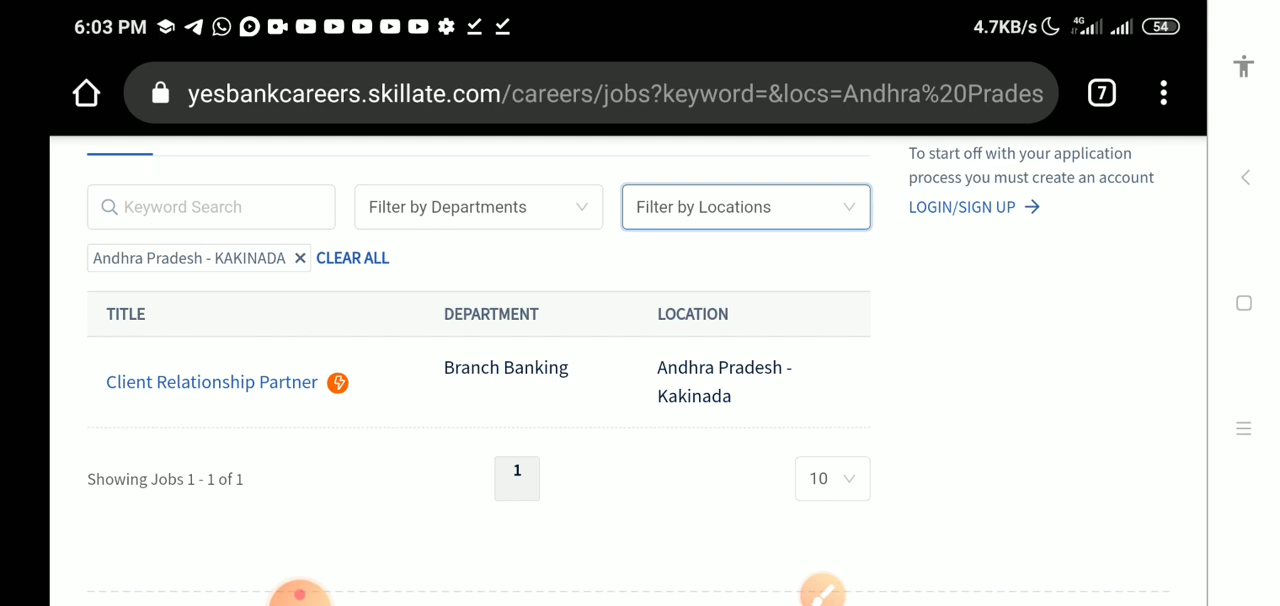 6:03 PM 4.7KB/s 4G 54
yesbankcareers.skillate.com/careers/jobs?keyword=&locs=Andhra%20Prades 7
To start off with your application
process you must create an account
LOGIN/SIGN UP
Keyword Search Filter by Departments Filter by Locations
Andhra Pradesh - KAKINADA CLEAR ALL
TITLE DEPARTMENT LOCATION
Client Relationship Partner Branch Banking Andhra Pradesh -
Kakinada
Showing Jobs 1 - 1 of 1 1 10